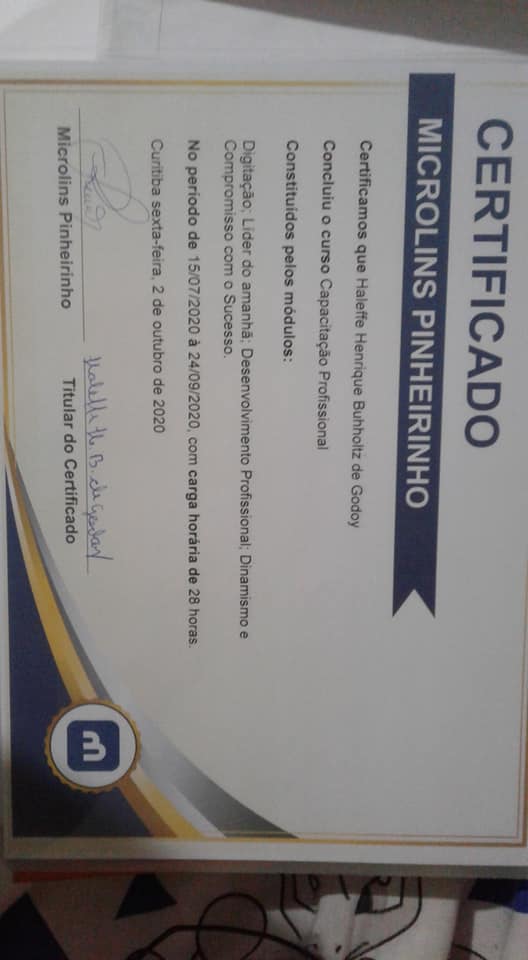 CERTIFICADO
MICROLINS PINHEIRINHO
Certificamos que Haleffe Henrique Buhholtz de Godoy
Concluiu o curso Capacitação Profissional
Constituídos pelos módulos:
Digitação; Líder do amanhã; Desenvolvimento Profissional; Dinamismo e
Compromisso com o Sucesso.
No período de 15/07/2020 à 24/09/2020, com carga horária de 28 horas.
Curitiba sexta-feira, 2 de outubro de 2020
Haleffe H. B. de Godoy
Microlins Pinheirinho
Titular do Certificado
m